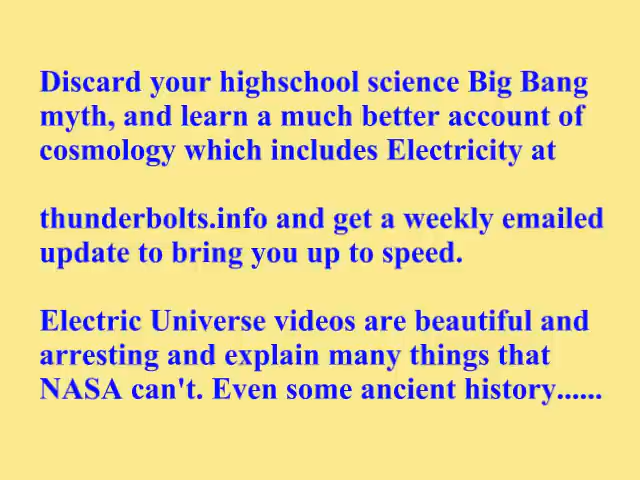 Discard your highschool science Big Bang
myth, and learn a much better account of
cosmology which includes Electricity at
thunderbolts.info and get a weekly emailed
update to bring you up to speed.
Electric Universe videos are beautiful and
arresting and explain many things that
NASA can't. Even some ancient history......